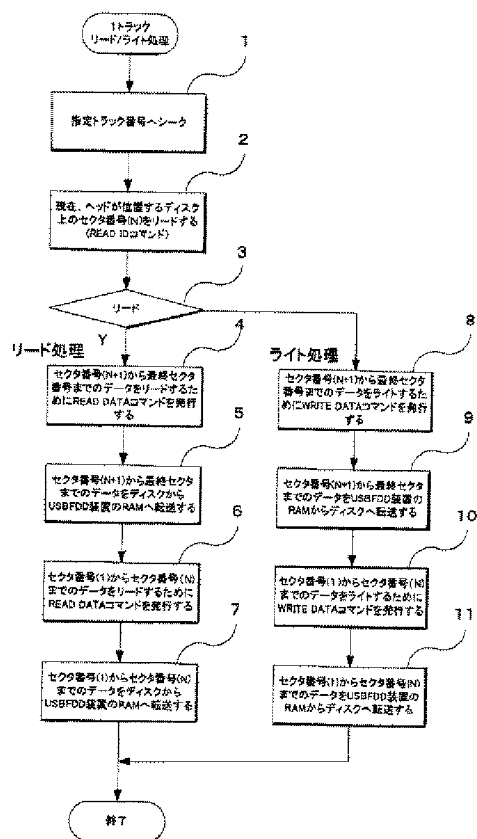 1トラック
リード/ライト処理
1
指定トラック番号へシーク
2
現在、ヘッドが位置するディスク
上のセクタ番号(N)をリードする
(READ IDコマンド)
3
リード
Y
リード処理
4
セクタ番号(N+1)から最終セクタ
番号までのデータをリードする
ためにREAD DATAコマンドを発行
する
5
セクタ番号(N+1)から最終セクタ
までのデータをディスクから
USBFDD装置のRAMへ転送する
6
セクタ番号(1)からセクタ番号(N)
までのデータをリードするために
READ DATAコマンドを発行する
7
セクタ番号(1)からセクタ番号(N)
までのデータをディスクから
USBFDD装置のRAMへ転送する
ライト処理
8
セクタ番号(N+1)から最終セクタ
番号までのデータをライトする
ためにWRITE DATAコマンドを発行
する
9
セクタ番号(N+1)から最終セクタ
までのデータをUSBFDD装置の
RAMからディスクへ転送する
10
セクタ番号(1)からセクタ番号(N)
までのデータをライトするために
WRITE DATAコマンドを発行する
11
セクタ番号(1)からセクタ番号(N)
までのデータをUSBFDD装置の
RAMからディスクへ転送する
終了